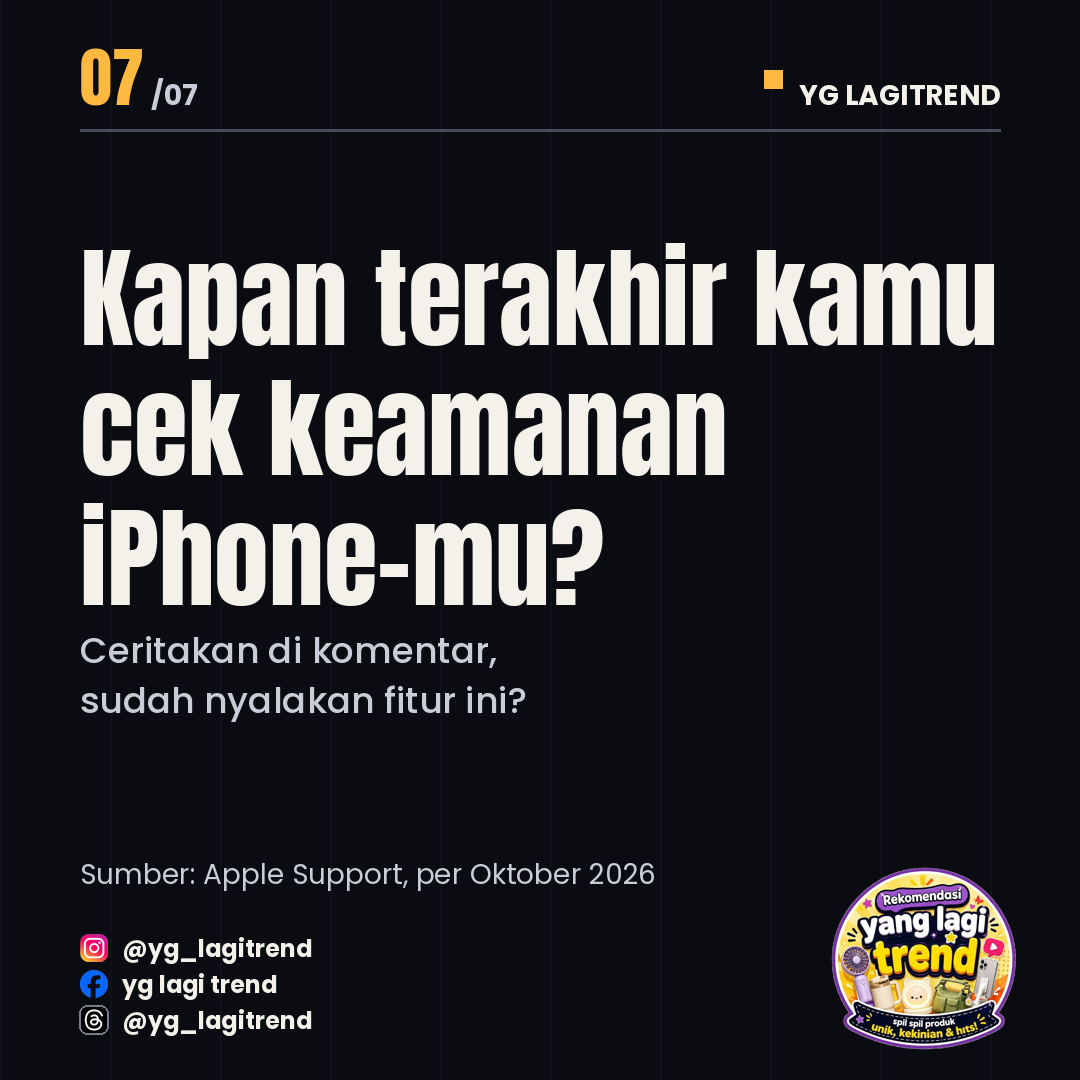 07 /07
YG LAGITREND
Kapan terakhir kamu
cek keamanan
iPhone-mu?
Ceritakan di komentar,
sudah nyalakan fitur ini?
Sumber: Apple Support, per Oktober 2026
@yg_lagitrend
yg lagi trend
@yg_lagitrend
Rekomendasi
yang lagi
trend
spil spil produk
unik, kekinian & hits!